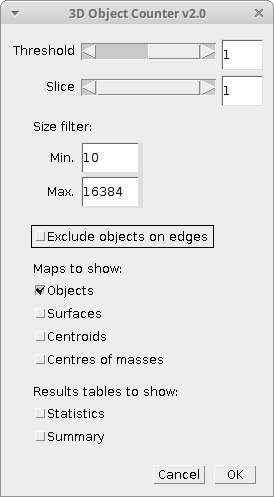 3D Object Counter v2.0
Threshold 1
Slice 1
Size filter:
Min. 10
Max. 16384
Exclude objects on edges
Maps to show:
Objects
Surfaces
Centroids
Centres of masses
Results tables to show:
Statistics
Summary
Cancel OK